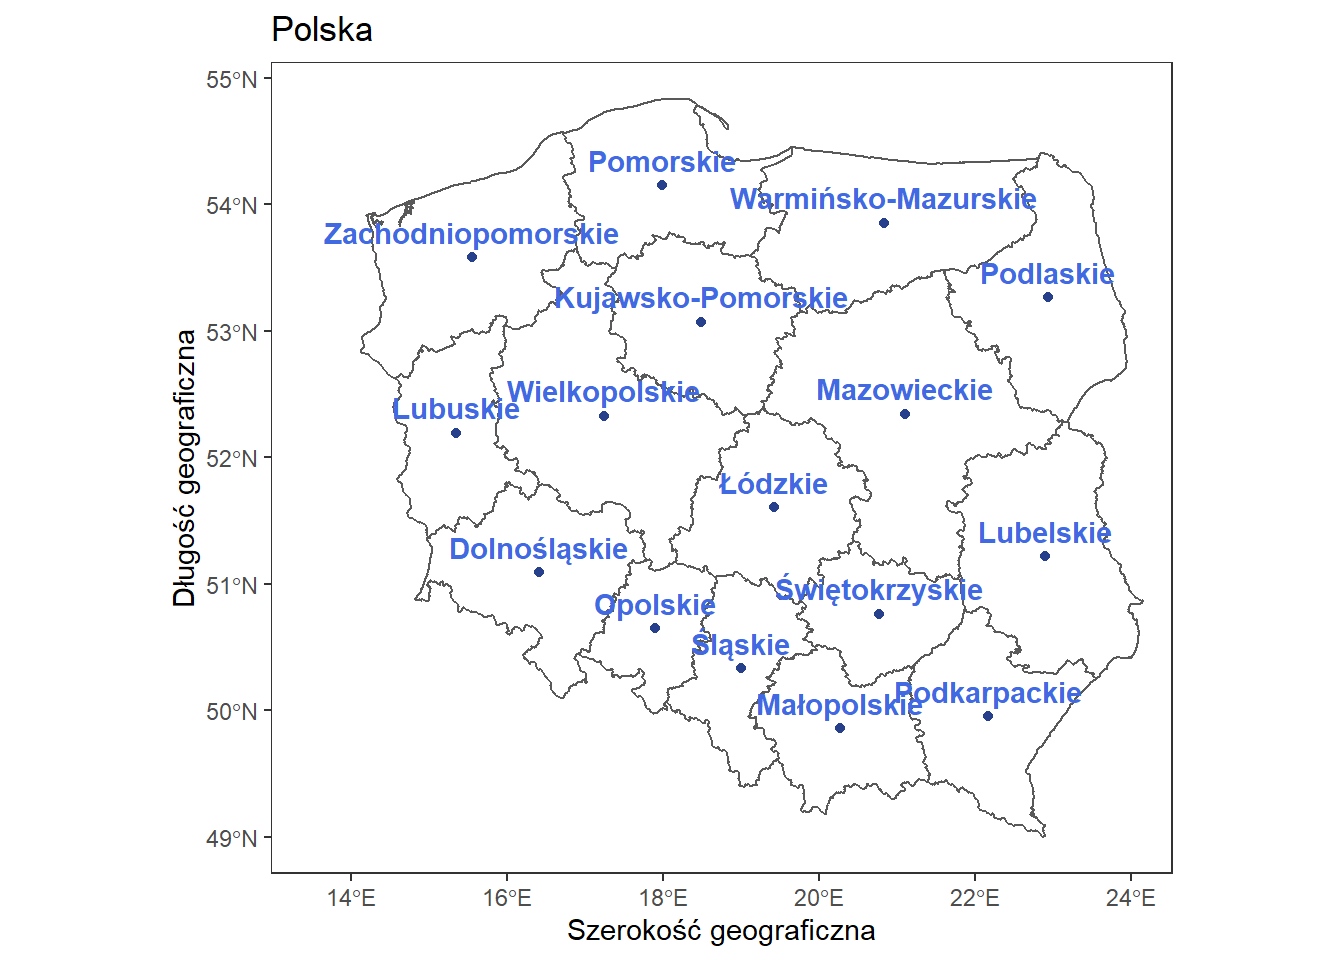 Polska
55°N
54°N
53°N
52°N
51°N
50°N
49°N
Długość geograficzna
Pomorskie
Warmińsko-Mazurskie
Zachodniopomorskie
Podlaskie
Kujawsko-Pomorskie
Wielkopolskie
Mazowieckie
Lubuskie
Łódzkie
Lubelskie
Dolnośląskie
Świętokrzyskie
Opolskie
Śląskie
Podkarpackie
Małopolskie
14°E
16°E
18°E
20°E
22°E
24°E
Szerokość geograficzna